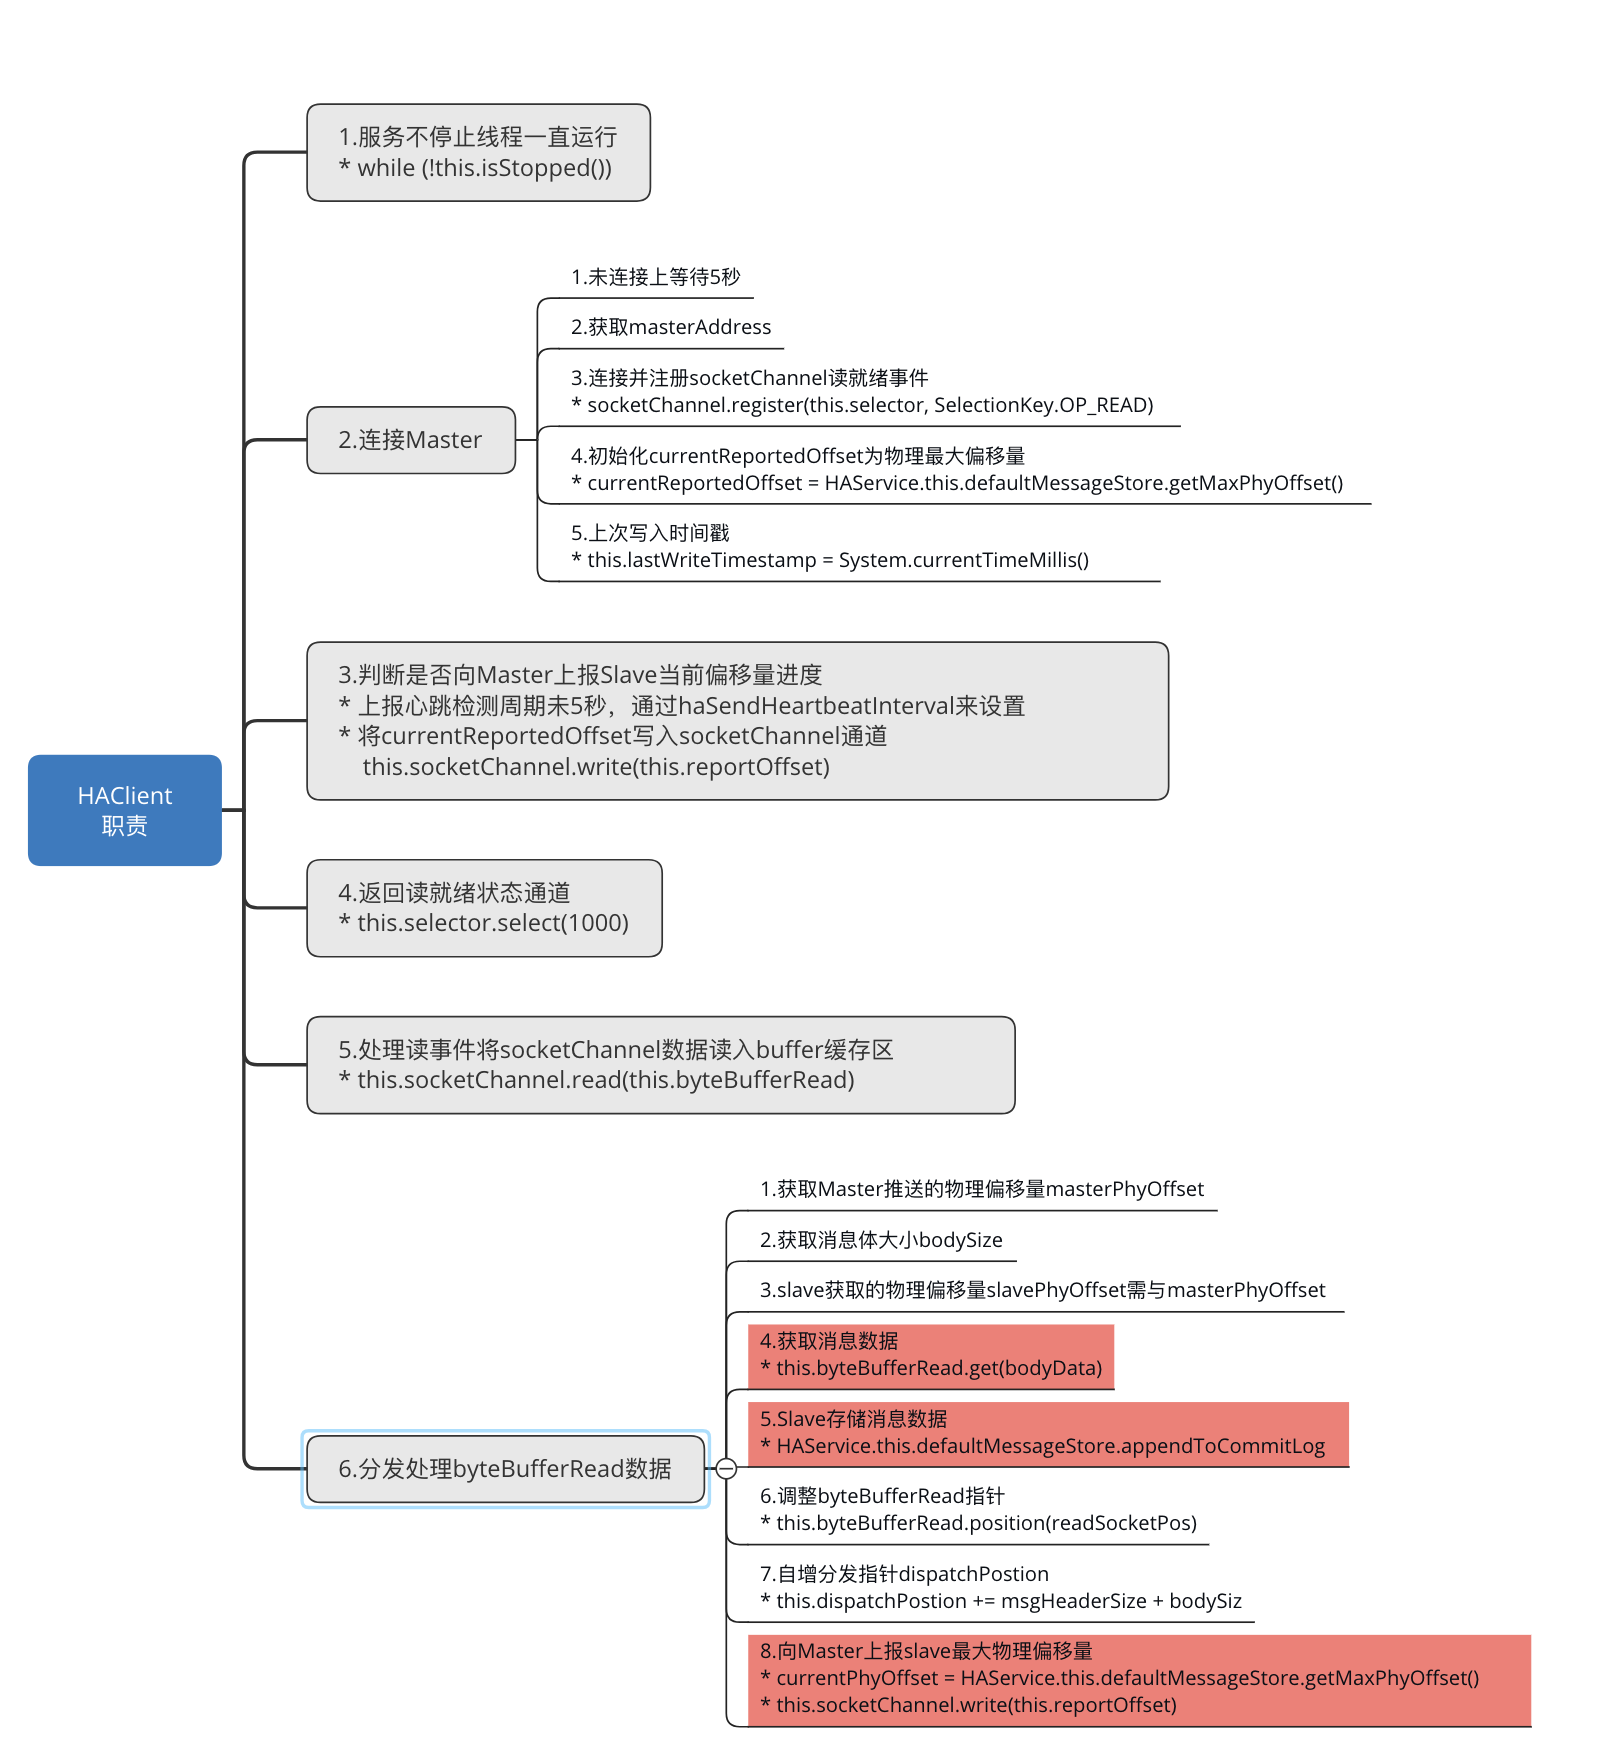 1.服务不停止线程一直运行
* while (!this.isStopped())
1.未连接上等待5秒
2.获取masterAddress
3.连接并注册socketChannel读就绪事件
* socketChannel.register(this.selector, SelectionKey.OP_READ)
2.连接Master
4.初始化currentReportedOffset为物理最大偏移量
* currentReportedOffset = HAService.this.defaultMessageStore.getMaxPhyOffset()
5.上次写入时间戳
* this.lastWriteTimestamp = System.currentTimeMillis()
3.判断是否向Master上报Slave当前偏移量进度
* 上报心跳检测周期未5秒，通过haSendHeartbeatInterval来设置
* 将currentReportedOffset写入socketChannel通道
this.socketChannel.write(this.reportOffset)
HAClient
职责
4.返回读就绪状态通道
* this.selector.select(1000)
5.处理读事件将socketChannel数据读入buffer缓存区
* this.socketChannel.read(this.byteBufferRead)
1.获取Master推送的物理偏移量masterPhyOffset
2.获取消息体大小bodySize
3.slave获取的物理偏移量slavePhyOffset需与masterPhyOffset
4.获取消息数据
* this.byteBufferRead.get(bodyData)
5.Slave存储消息数据
* HAService.this.defaultMessageStore.appendToCommitLog
6.分发处理byteBufferRead数据
6.调整byteBufferRead指针
* this.byteBufferRead.position(readSocketPos)
7.自增分发指针dispatchPostion
* this.dispatchPostion += msgHeaderSize + bodySiz
8.向Master上报slave最大物理偏移量
* currentPhyOffset = HAService.this.defaultMessageStore.getMaxPhyOffset()
* this.socketChannel.write(this.reportOffset)